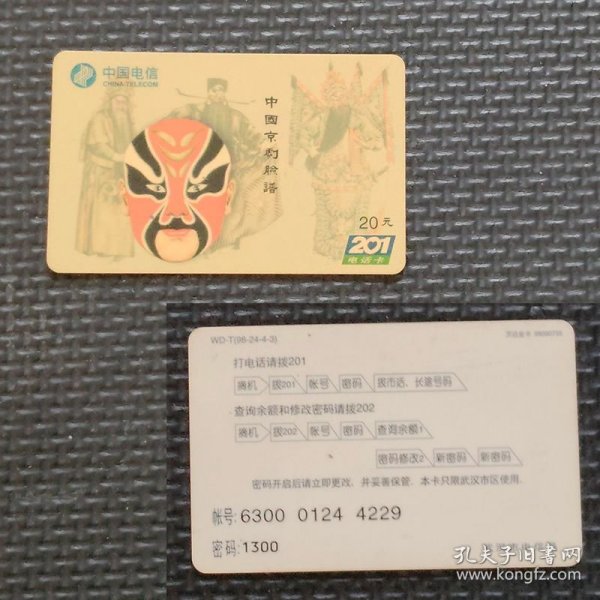 中国电信
CHINA TELECOM
中國京劇臉譜
20元
201
电话卡
WD-T(98-24-4-3)
打电话请拨201
摘机 拨201 帐号 密码 拨市话、长途号码
查询余额和修改密码请拨202
摘机 拨202 帐号 密码 查询余额1
密码修改2 新密码 新密码
密码开启后请立即更改，并妥善保管．本卡只限武汉市区使用．
帐号:6300 0124 4229
密码:1300
孔夫子旧书网
www.kongfz.com